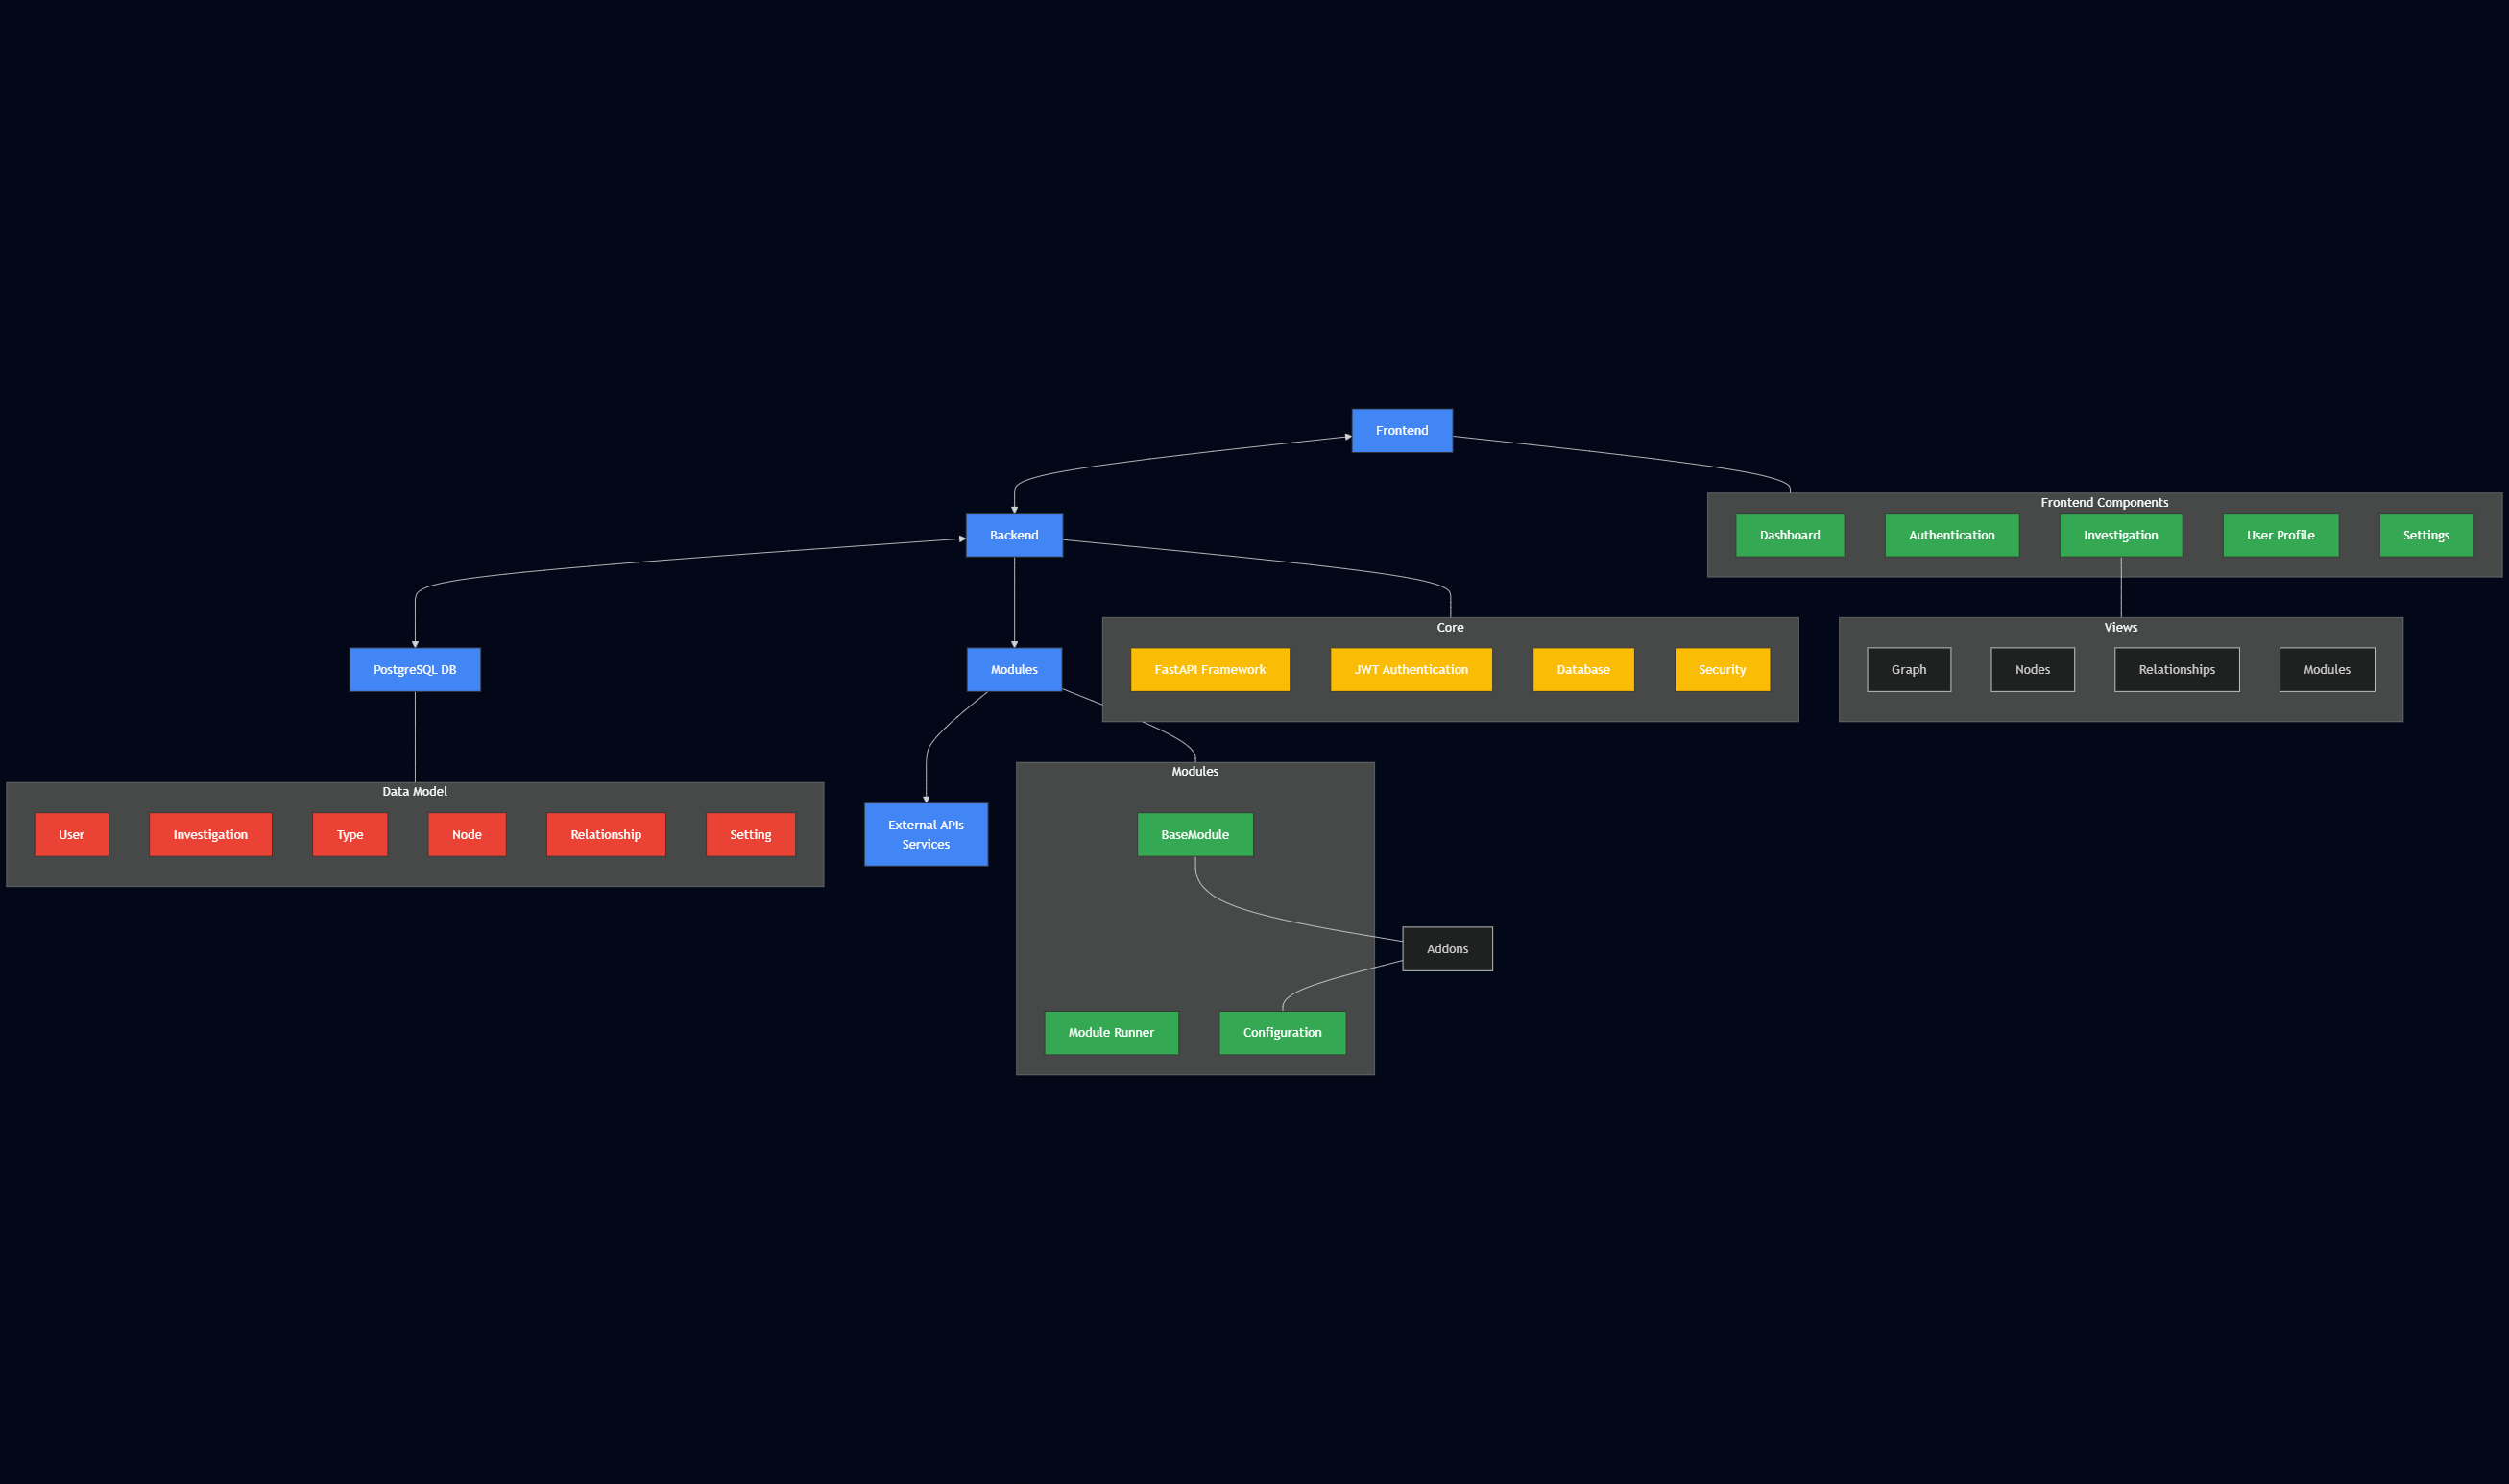 Frontend
Frontend Components
Backend
Dashboard
Authentication
Investigation
User Profile
Settings
Core
Views
PostgreSQL DB
Modules
FastAPI Framework
JWT Authentication
Database
Security
Graph
Nodes
Relationships
Modules
Modules
Data Model
User
Investigation
Type
Node
Relationship
Setting
External APIs
Services
BaseModule
Addons
Module Runner
Configuration